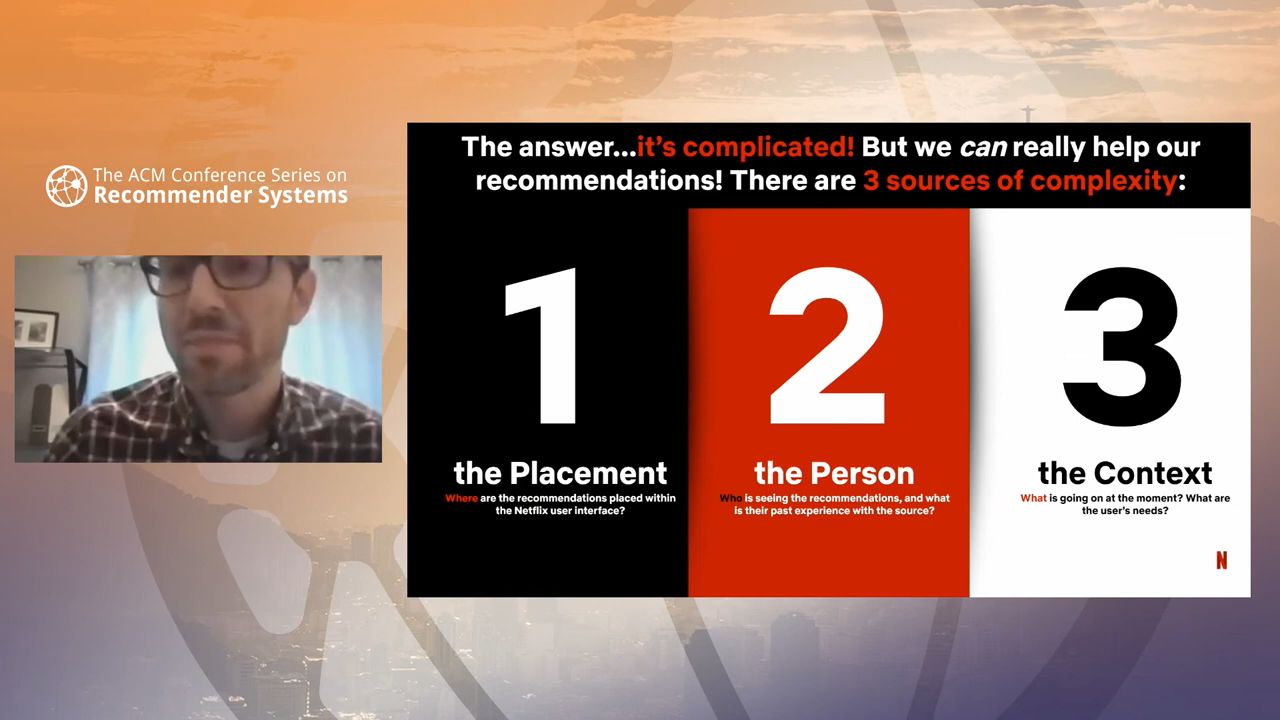 The ACM Conference Series on
Recommender Systems
The answer...it's complicated! But we can really help our
recommendations! There are 3 sources of complexity:
1
the Placement
Where are the recommendations placed within
the Netflix user interface?
2
the Person
Who is seeing the recommendations, and what
is their past experience with the source?
3
the Context
What is going on at the moment? What are
the user's needs?
N